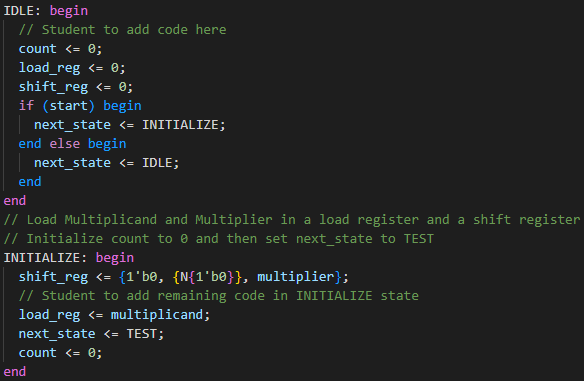 IDLE: begin
// Student to add code here
count <= 0;
load_reg <= 0;
shift_reg <= 0;
if (start) begin
next_state <= INITIALIZE;
end else begin
next_state <= IDLE;
end
end
// Load Multiplicand and Multiplier in a load register and a shift register
// Initialize count to 0 and then set next_state to TEST
INITIALIZE: begin
shift_reg <= {1'b0, {N{1'b0}}, multiplier};
// Student to add remaining code in INITIALIZE state
load_reg <= multiplicand;
next_state <= TEST;
count <= 0;
end